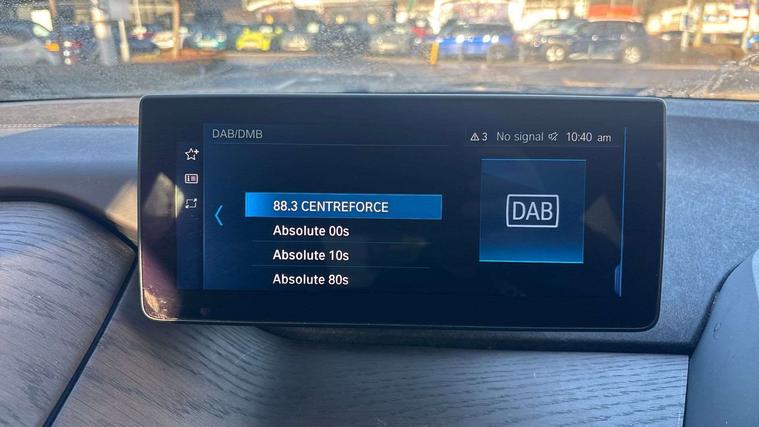 DAB/DMB
3 No signal 10:40 am
88.3 CENTREFORCE
Absolute 00s
Absolute 10s
Absolute 80s
DAB